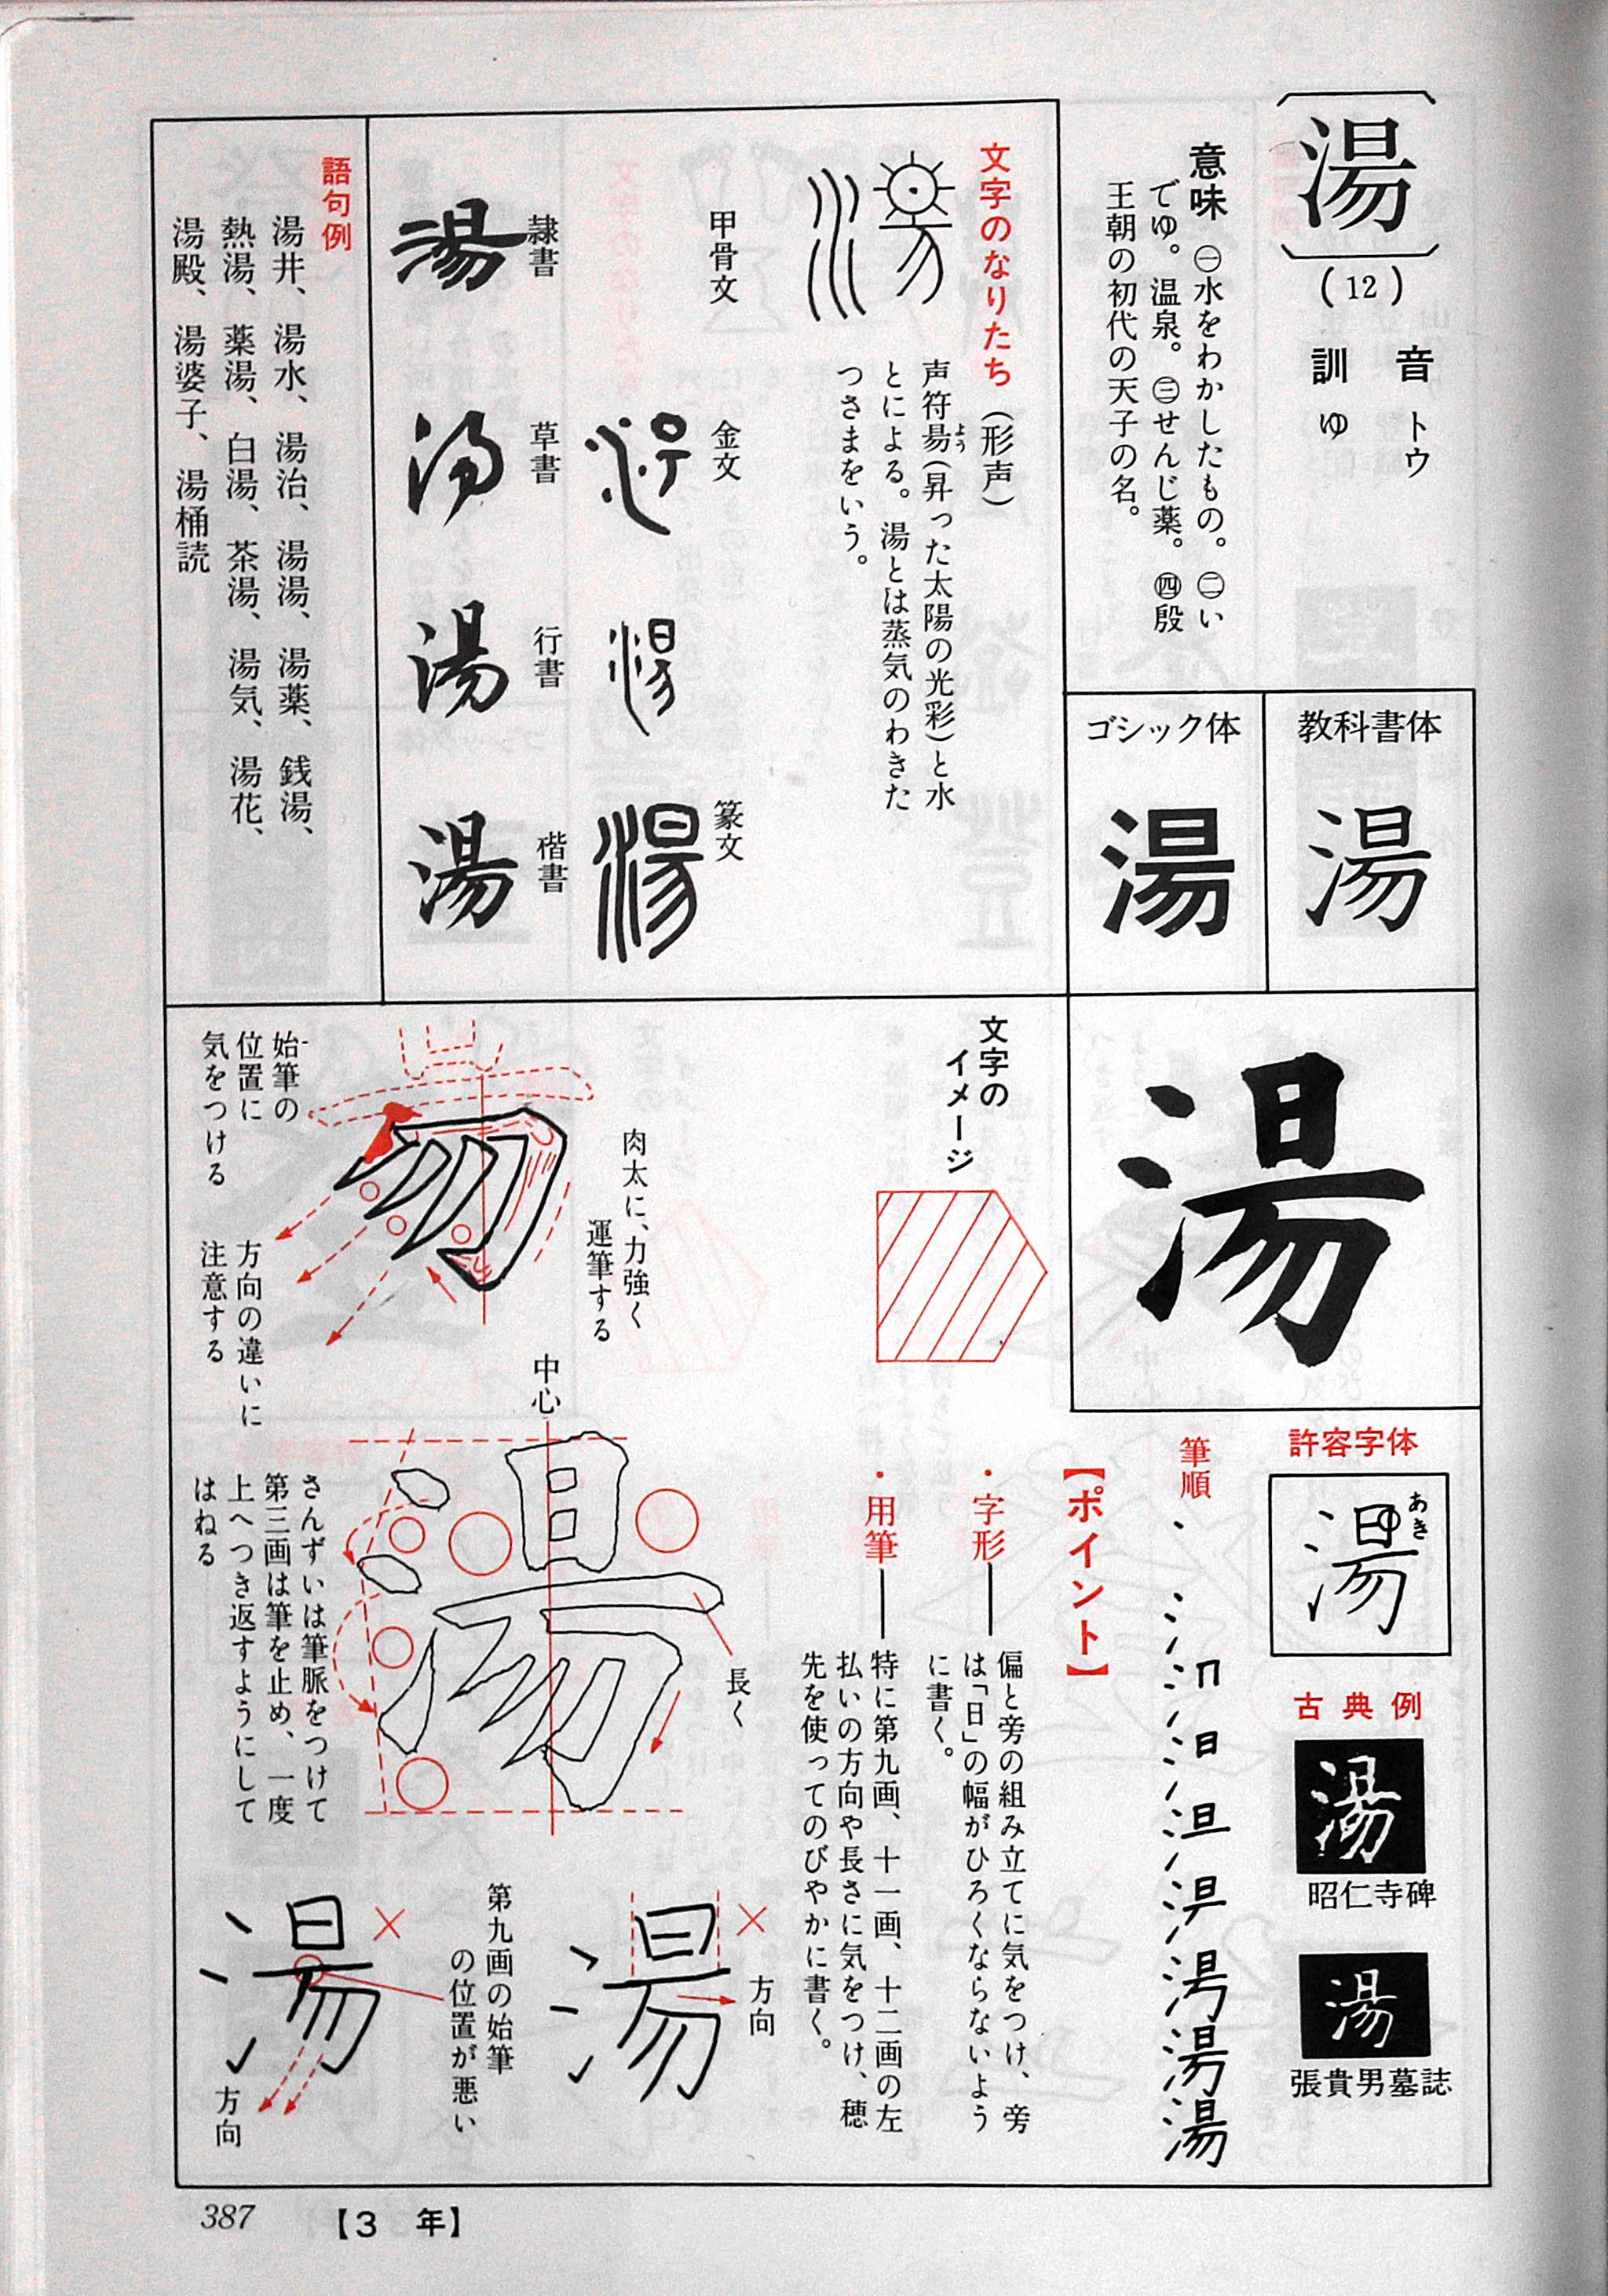 湯
(12)
音 トウ
訓 ゆ
意味 ㊀水をわかしたもの。㊁い
でゆ。温泉。㊂せんじ薬。㊃殷
王朝の初代の天子の名。
教科書体
湯
ゴシック体
湯
文字のなりたち（形声）
声符昜(昇った太陽の光彩)と水
よう
とによる。湯とは蒸気のわきた
つさまをいう。
甲骨文
金文
篆文
隷書
湯
草書
湯
行書
湯
楷書
湯
語句例
湯井、湯水、湯治、湯湯、湯薬、銭湯、
熱湯、薬湯、白湯、茶湯、湯気、湯花、
湯殿、湯婆子、湯桶読
湯
許容字体
湯
あき
古典例
湯
昭仁寺碑
湯
張貴男墓誌
筆順
【ポイント】
・字形──偏と旁の組み立てに気をつけ、旁
は「日」の幅がひろくならないよう
に書く。
・用筆──特に第九画、十一画、十二画の左
払いの方向や長さに気をつけ、穂
先を使ってのびやかに書く。
文字の
イメージ
肉太に、力強く
運筆する
始筆の
位置に
気をつける
方向の違いに
注意する
中心
湯
長く
さんずいは筆脈をつけて
第三画は筆を止め、一度
上へつき返すようにして
はねる
湯
方向
第九画の始筆
の位置が悪い
湯
方向
387
【3 年】